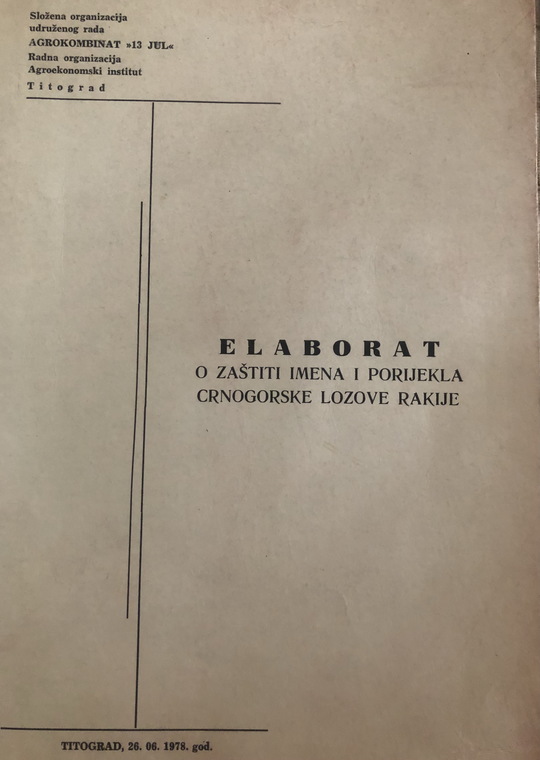 Složena organizacija
udruženog rada
AGROKOMBINAT »13 JUL«
Radna organizacija
Agroekonomski institut
Titograd
ELABORAT
O ZAŠTITI IMENA I PORIJEKLA
CRNOGORSKE LOZOVE RAKIJE
TITOGRAD, 26. 06. 1978. god.